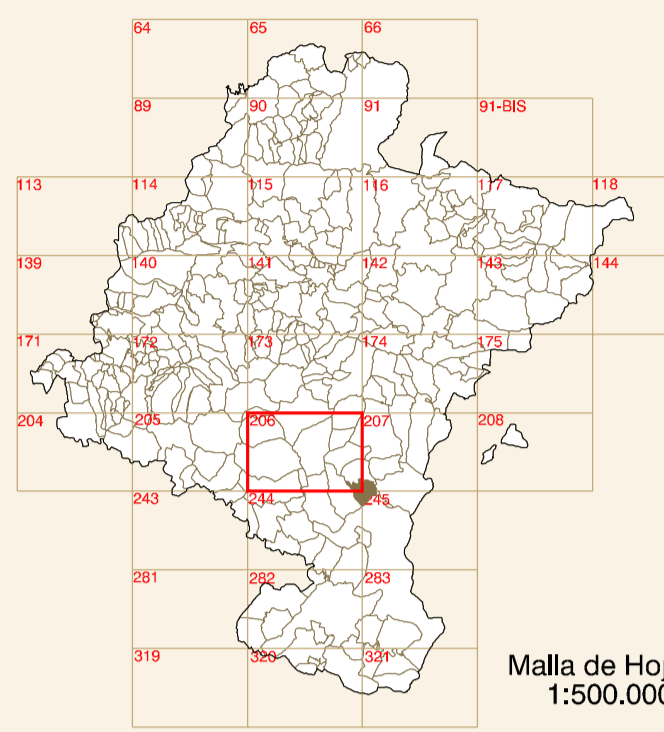 64 65 66
89 90 91 91-BIS
113 114 115 116 117 118
139 140 141 142 143 144
171 172 173 174 175
204 205 206 207 208
243 244 245
281 282 283
319 320 321
Malla de Ho
1:500.000